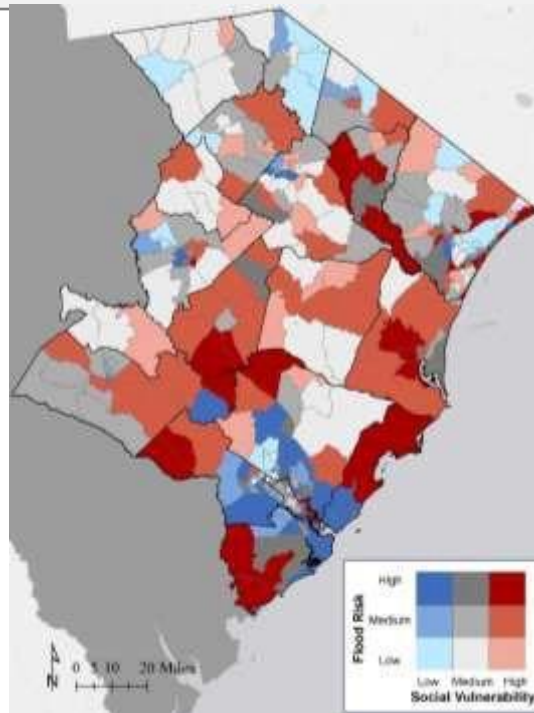 High
Medium
Low
Flood Risk
Low Medium High
Social Vulnerability
N
0 5 10 20 Miles